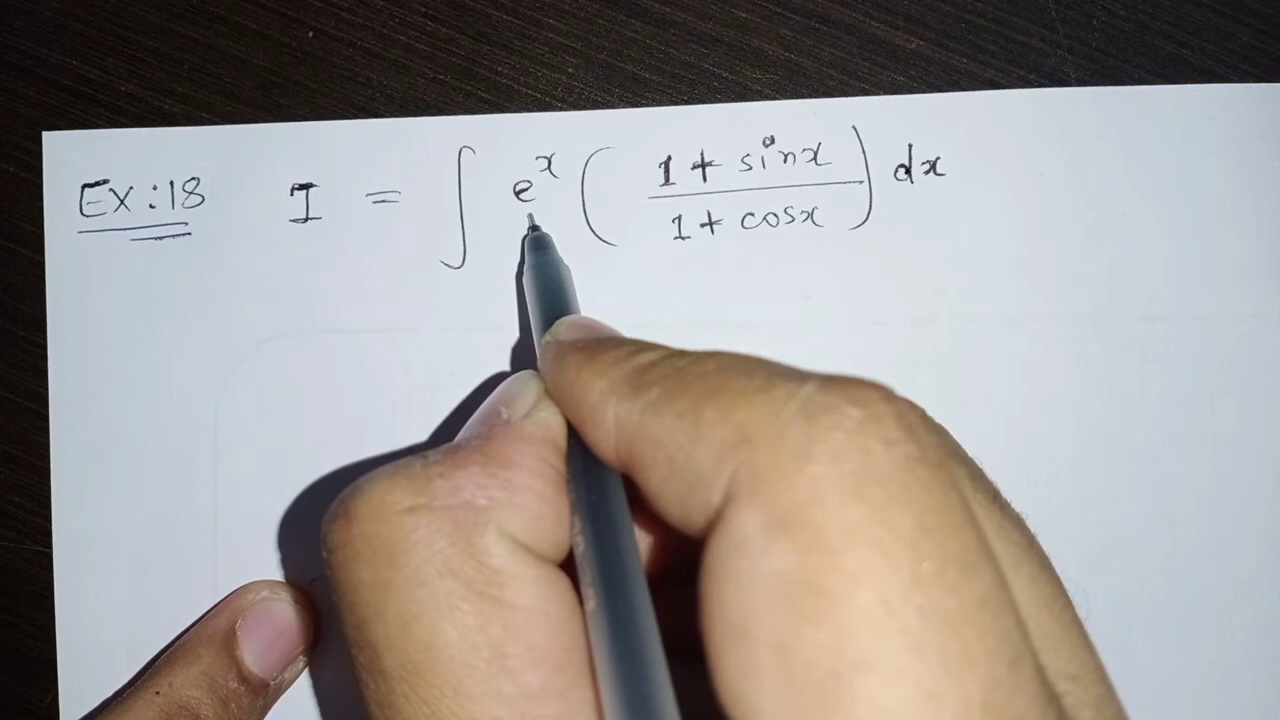 Ex:18 I = ∫ e^x ( (1 + sinx) / (1 + cosx) ) dx